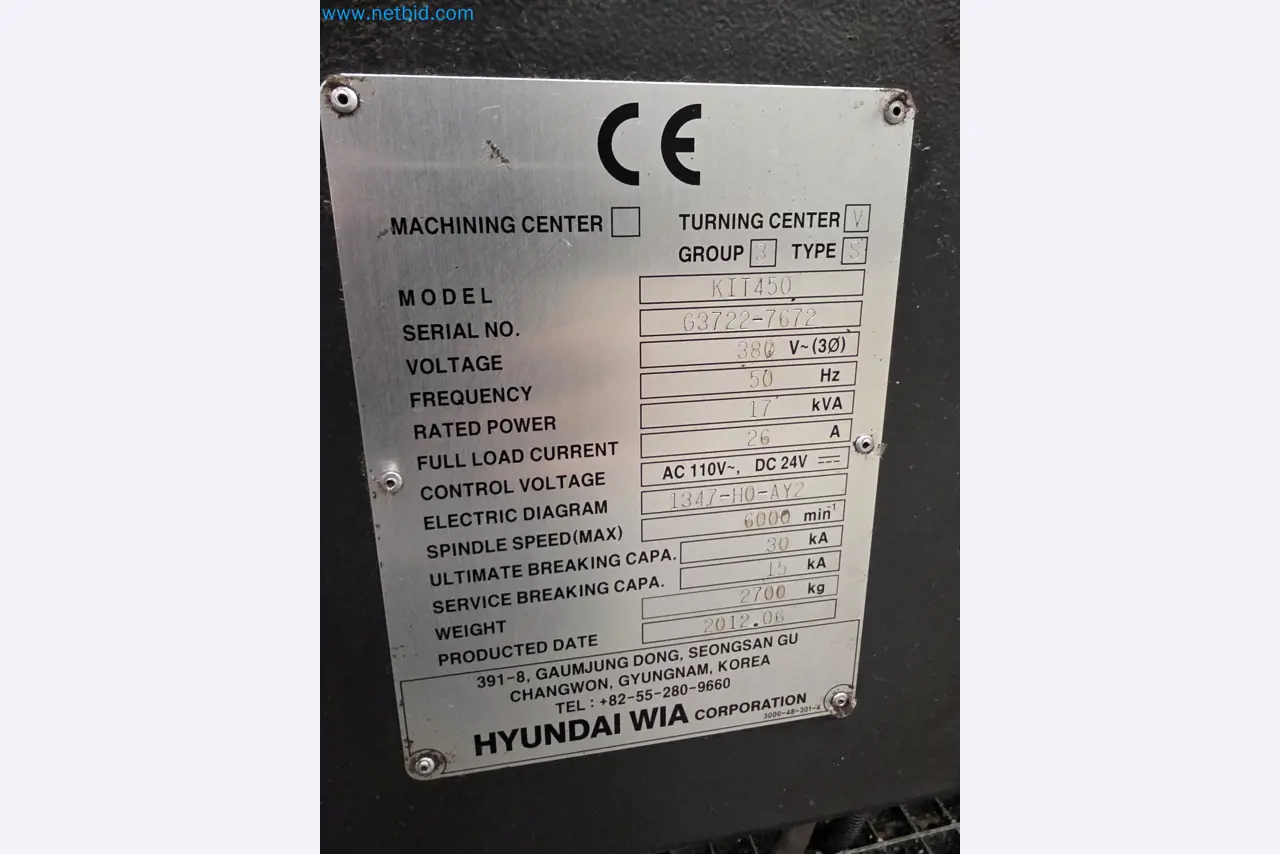 www.netbid.com
CE
MACHINING CENTER TURNING CENTER V
GROUP 3 TYPE S
MODEL KIT450
SERIAL NO. G3722-7672
VOLTAGE 380 V~(3Ø)
FREQUENCY 50 Hz
RATED POWER 17 kVA
FULL LOAD CURRENT 26 A
CONTROL VOLTAGE AC 110V~, DC 24V ⎓
ELECTRIC DIAGRAM 1347-H0-AY2
SPINDLE SPEED(MAX) 6000 min⁻¹
ULTIMATE BREAKING CAPA. 30 kA
SERVICE BREAKING CAPA. 15 kA
WEIGHT 2700 kg
PRODUCTED DATE 2012.06
391-8, GAUMJUNG DONG, SEONGSAN GU
CHANGWON, GYUNGNAM, KOREA
TEL : +82-55-280-9660
HYUNDAI WIA CORPORATION
3000-48-301-4